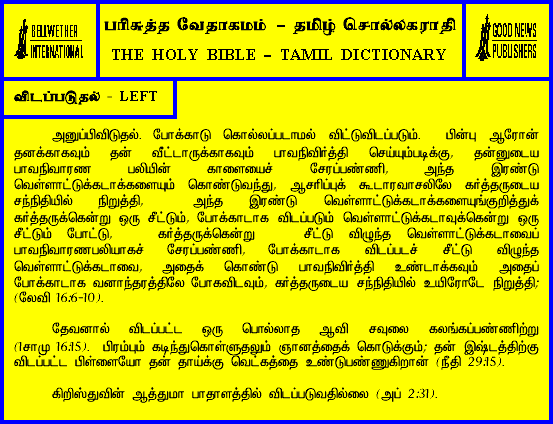 BELLWETHER
INTERNATIONAL
பரிசுத்த வேதாகமம் – தமிழ் சொல்லகராதி
THE HOLY BIBLE – TAMIL DICTIONARY
GOOD NEWS
PUBLISHERS
விடப்படுதல் - LEFT
அனுப்பிவிடுதல். போக்காடு கொல்லப்படாமல் விட்டுவிடப்படும். பின்பு ஆரோன்
தனக்காகவும் தன் வீட்டாருக்காகவும் பாவநிவிர்த்தி செய்யும்படிக்கு, தன்னுடைய
பாவநிவாரண பலியின் காளையைச் சேரப்பண்ணி, அந்த இரண்டு
வெள்ளாட்டுக்கடாக்களையும் கொண்டுவந்து, ஆசரிப்புக் கூடாரவாசலிலே கர்த்தருடைய
சந்நிதியில் நிறுத்தி, அந்த இரண்டு வெள்ளாட்டுக்கடாக்களையுங்குறித்துக்
கர்த்தருக்கென்று ஒரு சீட்டும், போக்காடாக விடப்படும் வெள்ளாட்டுக்கடாவுக்கென்று ஒரு
சீட்டும் போட்டு, கர்த்தருக்கென்று சீட்டு விழுந்த வெள்ளாட்டுக்கடாவைப்
பாவநிவாரணபலியாகச் சேரப்பண்ணி, போக்காடாக விடப்படச் சீட்டு விழுந்த
வெள்ளாட்டுக்கடாவை, அதைக் கொண்டு பாவநிவிர்த்தி உண்டாக்கவும் அதைப்
போக்காடாக வனாந்தரத்திலே போகவிடவும், கர்த்தருடைய சந்நிதியில் உயிரோடே நிறுத்தி;
(லேவி 16:6-10).
தேவனால் விடப்பட்ட ஒரு பொல்லாத ஆவி சவுலை கலங்கப்பண்ணிற்று
(1சாமு 16:15). பிரம்பும் கடிந்துகொள்ளுதலும் ஞானத்தைக் கொடுக்கும்; தன் இஷ்டத்திற்கு
விடப்பட்ட பிள்ளையோ தன் தாய்க்கு வெட்கத்தை உண்டுபண்ணுகிறான் (நீதி 29:15).
கிறிஸ்துவின் ஆத்துமா பாதாளத்தில் விடப்படுவதில்லை (அப் 2:31).